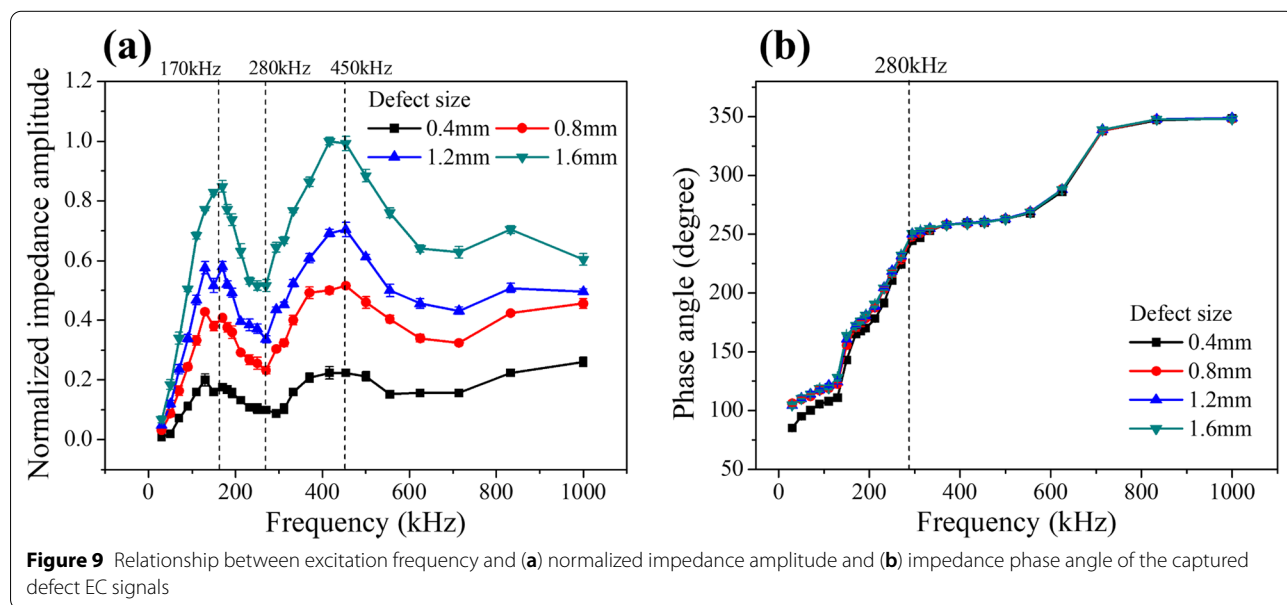 (a)
170kHz 280kHz 450kHz
Normalized impedance amplitude
1.2
1.0
0.8
0.6
0.4
0.2
0.0
Defect size
0.4mm 0.8mm
1.2mm 1.6mm
0 200 400 600 800 1000
Frequency (kHz)
(b)
280kHz
Phase angle (degree)
350
300
250
200
150
100
50
Defect size
0.4mm
0.8mm
1.2mm
1.6mm
0 200 400 600 800 1000
Frequency (kHz)
Figure 9 Relationship between excitation frequency and (a) normalized impedance amplitude and (b) impedance phase angle of the captured
defect EC signals